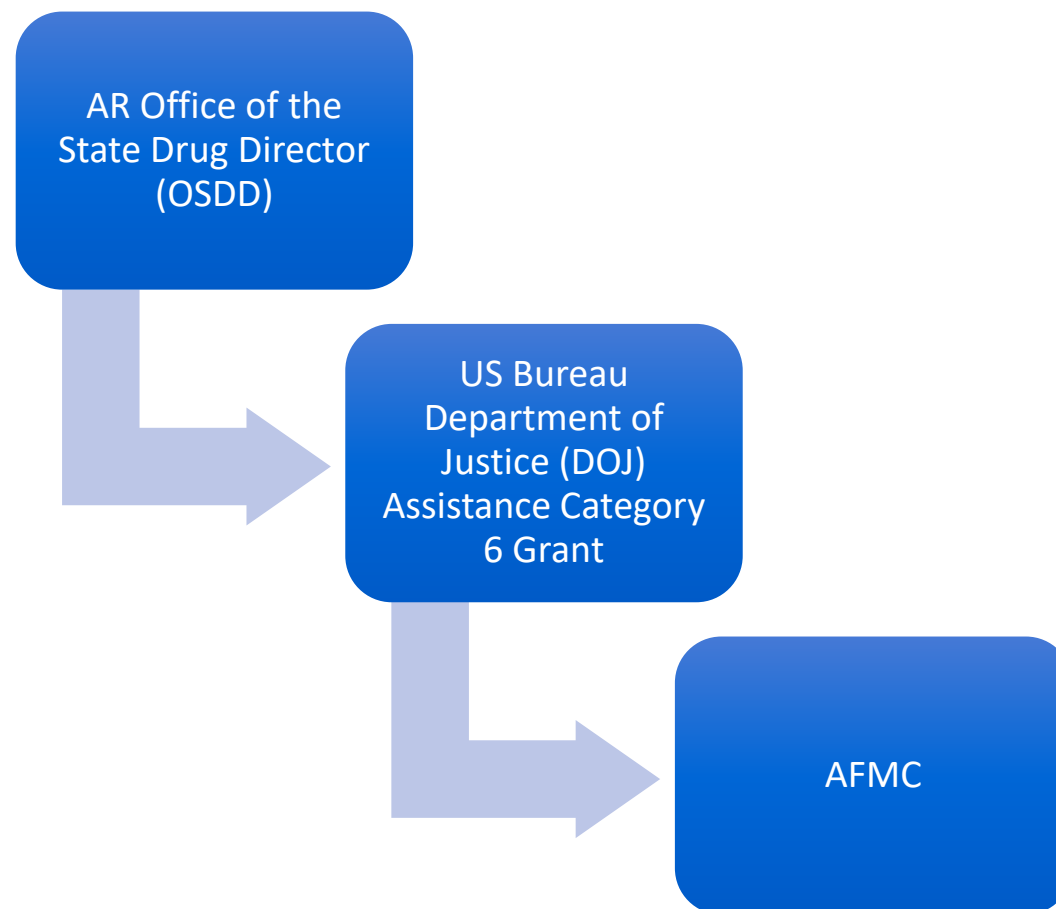 AR Office of the
State Drug Director
(OSDD)
US Bureau
Department of
Justice (DOJ)
Assistance Category
6 Grant
AFMC